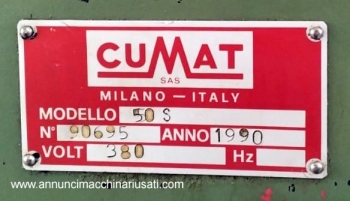 CUMAT
SAS
MILANO — ITALY
MODELLO 50 S
N° 90695 ANNO 1990
VOLT 380 Hz
www.annuncimacchinariusati.com